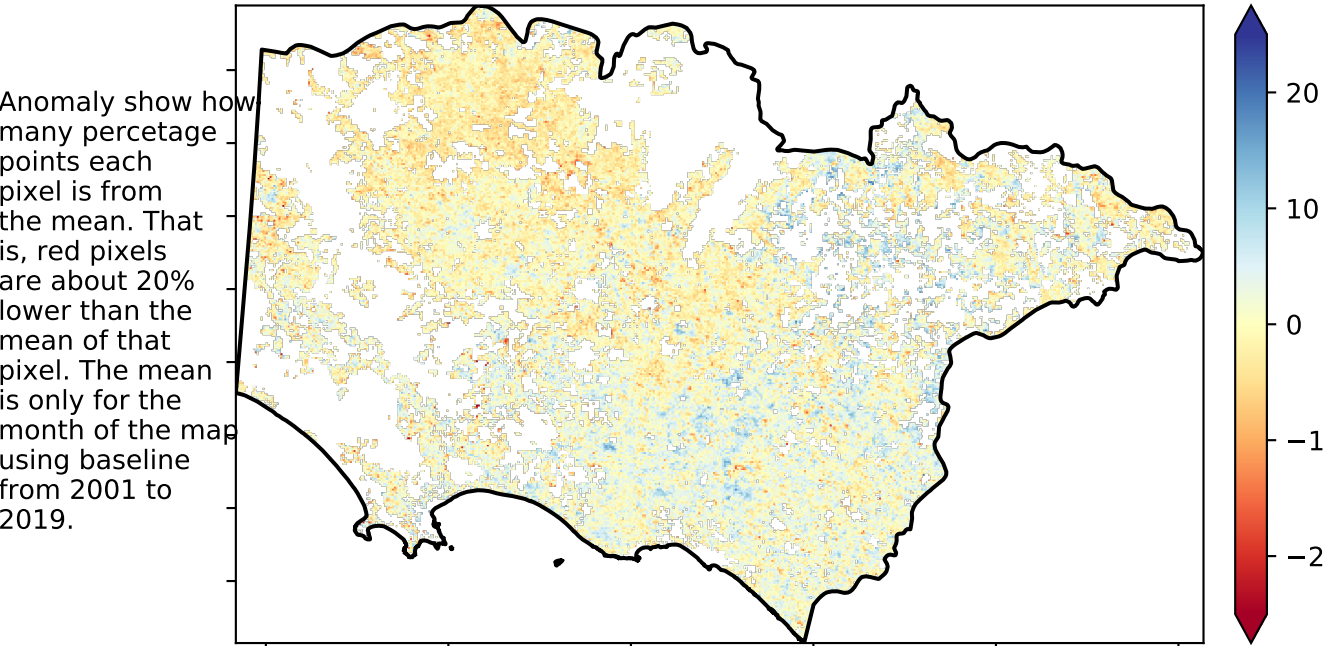 Anomaly show how
many percetage
points each
pixel is from
the mean. That
is, red pixels
are about 20%
lower than the
mean of that
pixel. The mean
is only for the
month of the map
using baseline
from 2001 to
2019.
20
10
0
−1
−2